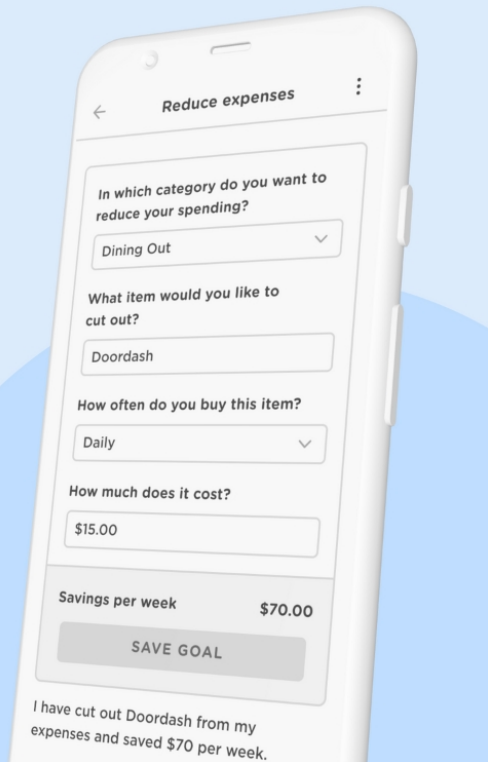 Reduce expenses
In which category do you want to
reduce your spending?
Dining Out
What item would you like to
cut out?
Doordash
How often do you buy this item?
Daily
How much does it cost?
$15.00
Savings per week $70.00
SAVE GOAL
I have cut out Doordash from my
expenses and saved $70 per week.